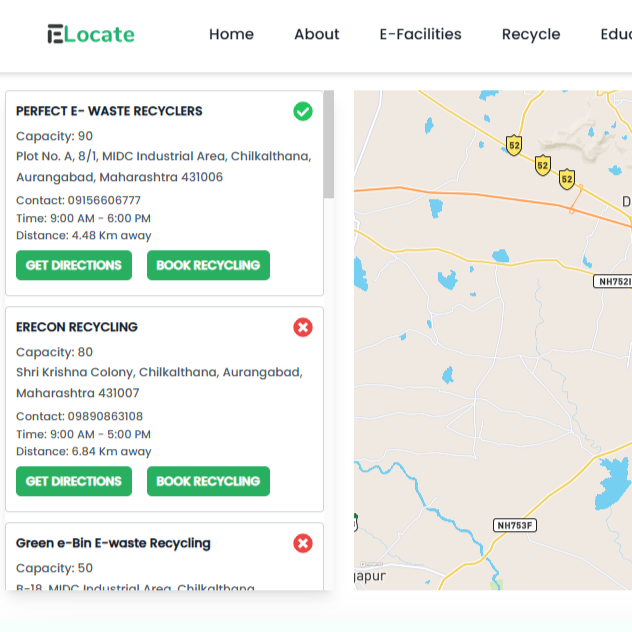 ELocate
Home About E-Facilities Recycle Educ
PERFECT E- WASTE RECYCLERS
Capacity: 90
Plot No. A, 8/1, MIDC Industrial Area, Chilkalthana,
Aurangabad, Maharashtra 431006
Contact: 09156606777
Time: 9:00 AM - 6:00 PM
Distance: 4.48 Km away
GET DIRECTIONS BOOK RECYCLING
ERECON RECYCLING
Capacity: 80
Shri Krishna Colony, Chilkalthana, Aurangabad,
Maharashtra 431007
Contact: 09890863108
Time: 9:00 AM - 5:00 PM
Distance: 6.84 Km away
GET DIRECTIONS BOOK RECYCLING
Green e-Bin E-waste Recycling
Capacity: 50
B-18, MIDC Industrial Area, Chilkalthana,
52
52
52
D
NH752I
NH753F
gapur